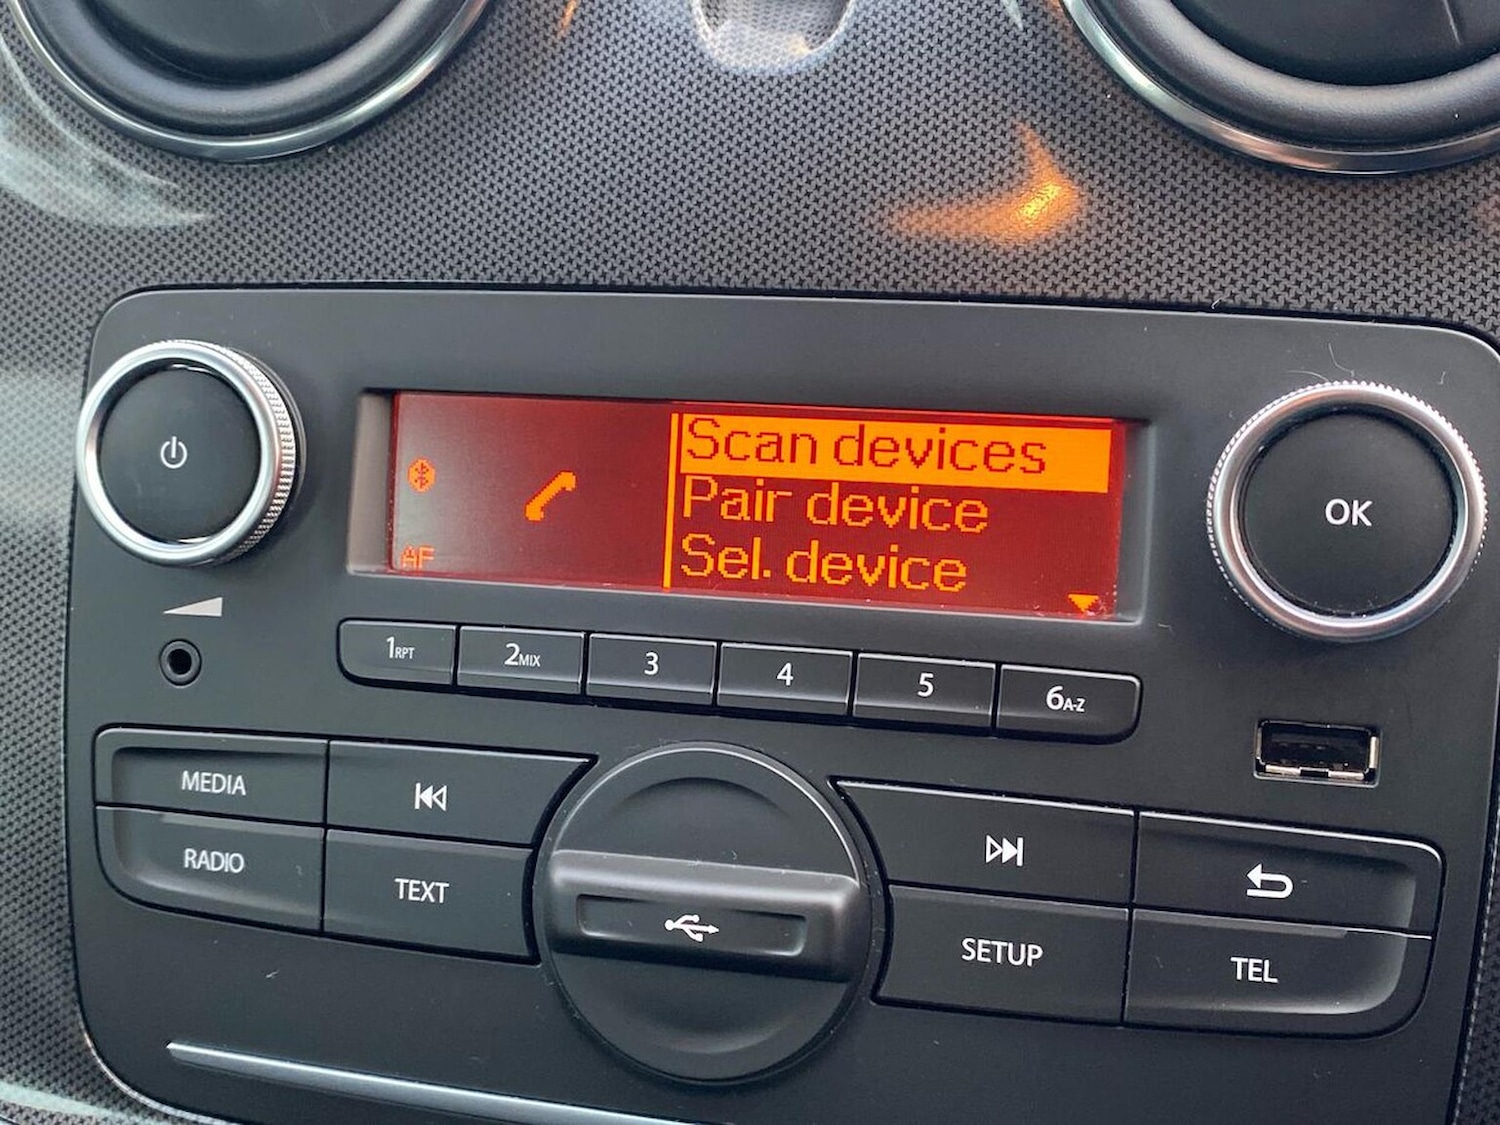 Scan devices
Pair device
Sel. device
AF
OK
1RPT
2MIX
3
4
5
6A-Z
MEDIA
RADIO
TEXT
SETUP
TEL